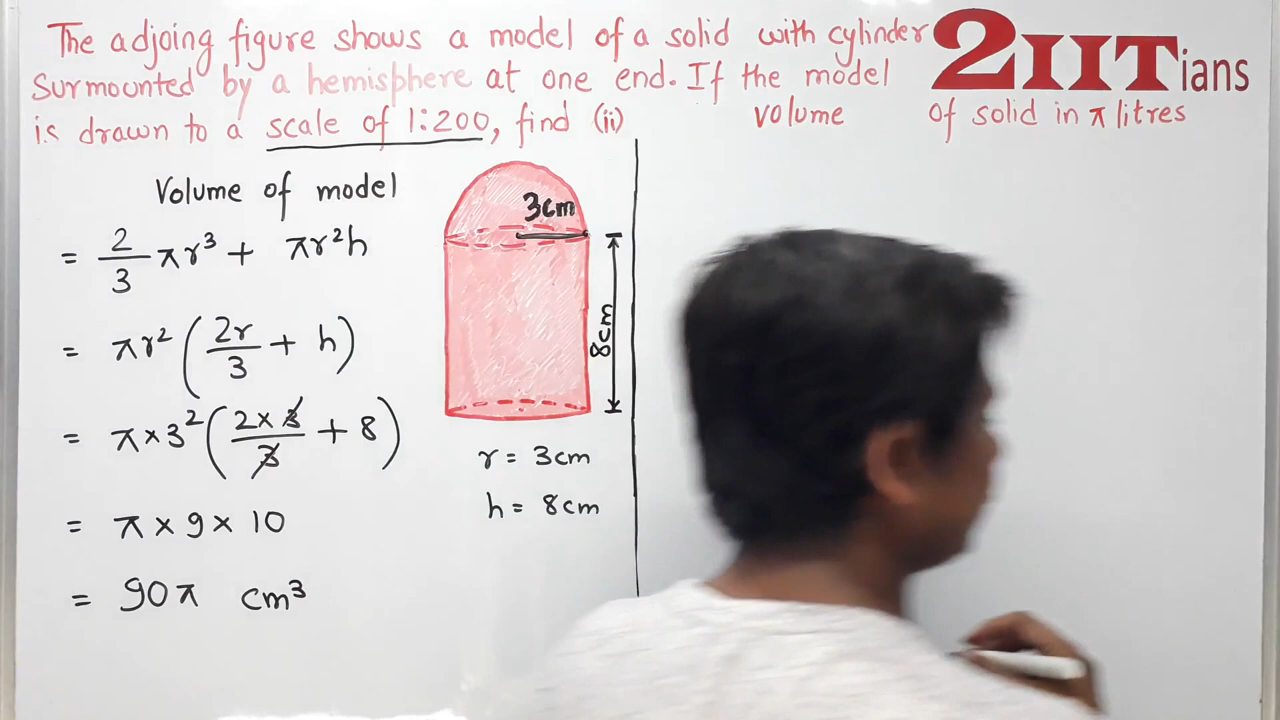 The adjoing figure shows a model of a solid with cylinder
Surmounted by a hemisphere at one end. If the model
is drawn to a scale of 1:200, find (ii) volume of solid in π litres
2IITians
Volume of model
= 2/3 πr³ + πr²h
= πr² (2r/3 + h)
= π×3² (2×3/3 + 8)
= π × 9 × 10
= 90π cm³
3cm
8cm
r = 3cm
h = 8cm